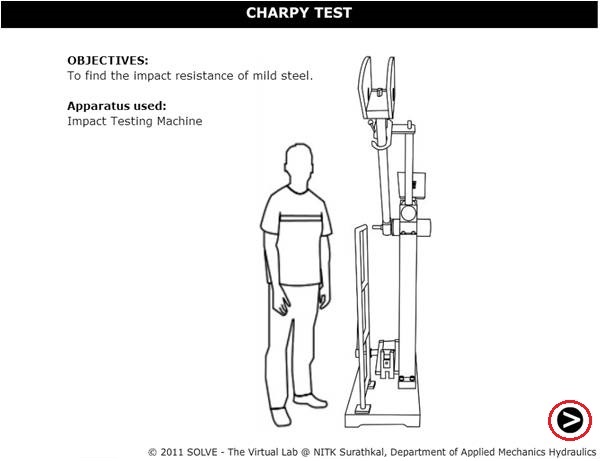 CHARPY TEST
OBJECTIVES:
To find the impact resistance of mild steel.
Apparatus used:
Impact Testing Machine
© 2011 SOLVE - The Virtual Lab @ NITK Surathkal, Department of Applied Mechanics Hydraulics